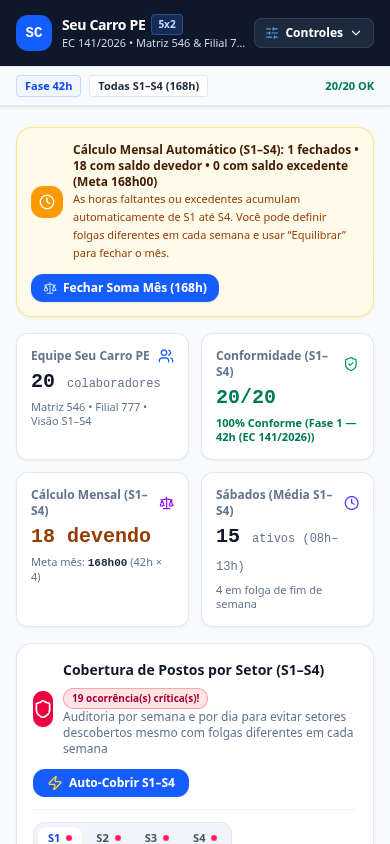 SC
Seu Carro PE 5x2
EC 141/2026 • Matriz 546 & Filial 7...
Controles
Fase 42h
Todas S1–S4 (168h)
20/20 OK
Cálculo Mensal Automático (S1–S4): 1 fechados •
18 com saldo devedor • 0 com saldo excedente
(Meta 168h00)
As horas faltantes ou excedentes acumulam
automaticamente de S1 até S4. Você pode definir
folgas diferentes em cada semana e usar “Equilibrar”
para fechar o mês.
Fechar Soma Mês (168h)
Equipe Seu Carro PE
20 colaboradores
Matriz 546 • Filial 777 •
Visão S1–S4
Conformidade (S1–
S4)
20/20
100% Conforme (Fase 1 —
42h (EC 141/2026))
Cálculo Mensal (S1–
S4)
18 devendo
Meta mês: 168h00 (42h ×
4)
Sábados (Média S1–
S4)
15 ativos (08h–
13h)
4 em folga de fim de
semana
Cobertura de Postos por Setor (S1–S4)
19 ocorrência(s) crítica(s)!
Auditoria por semana e por dia para evitar setores
descobertos mesmo com folgas diferentes em cada
semana
Auto-Cobrir S1–S4
S1
S2
S3
S4